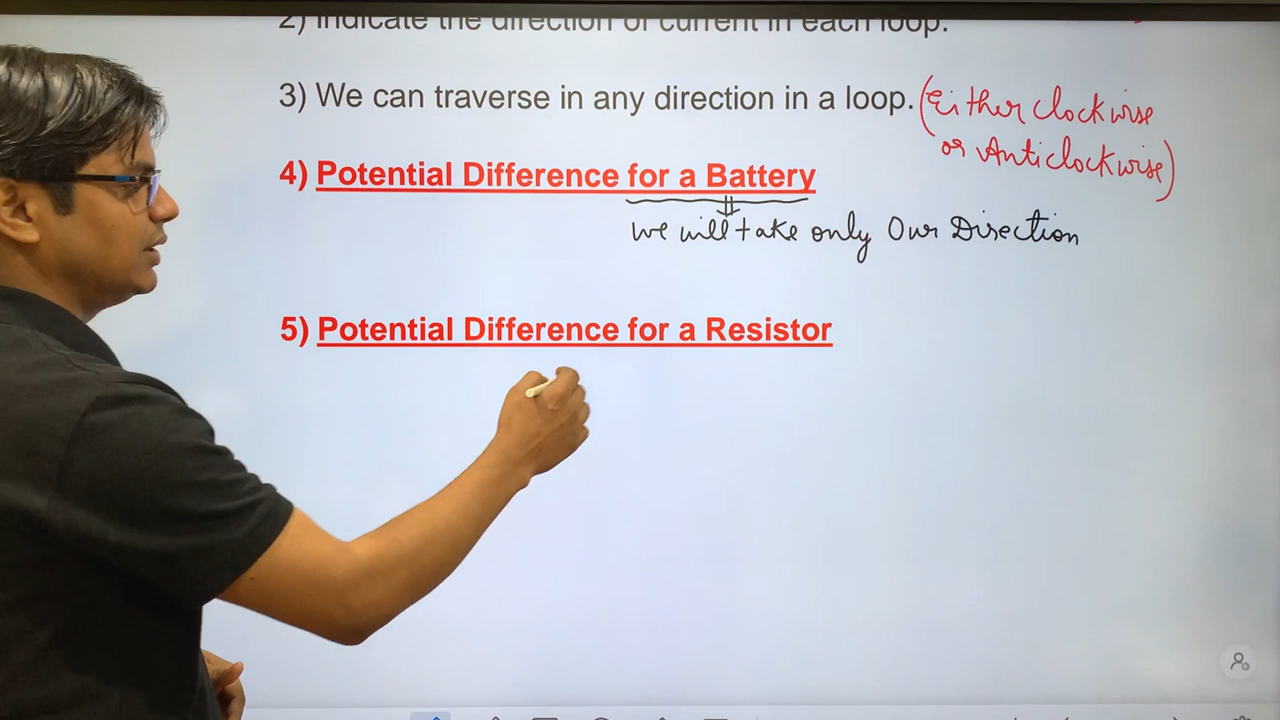 2) Indicate the direction of current in each loop.
3) We can traverse in any direction in a loop. (Either clockwise
or Anticlockwise)
4) Potential Difference for a Battery
we will take only Our Direction
5) Potential Difference for a Resistor